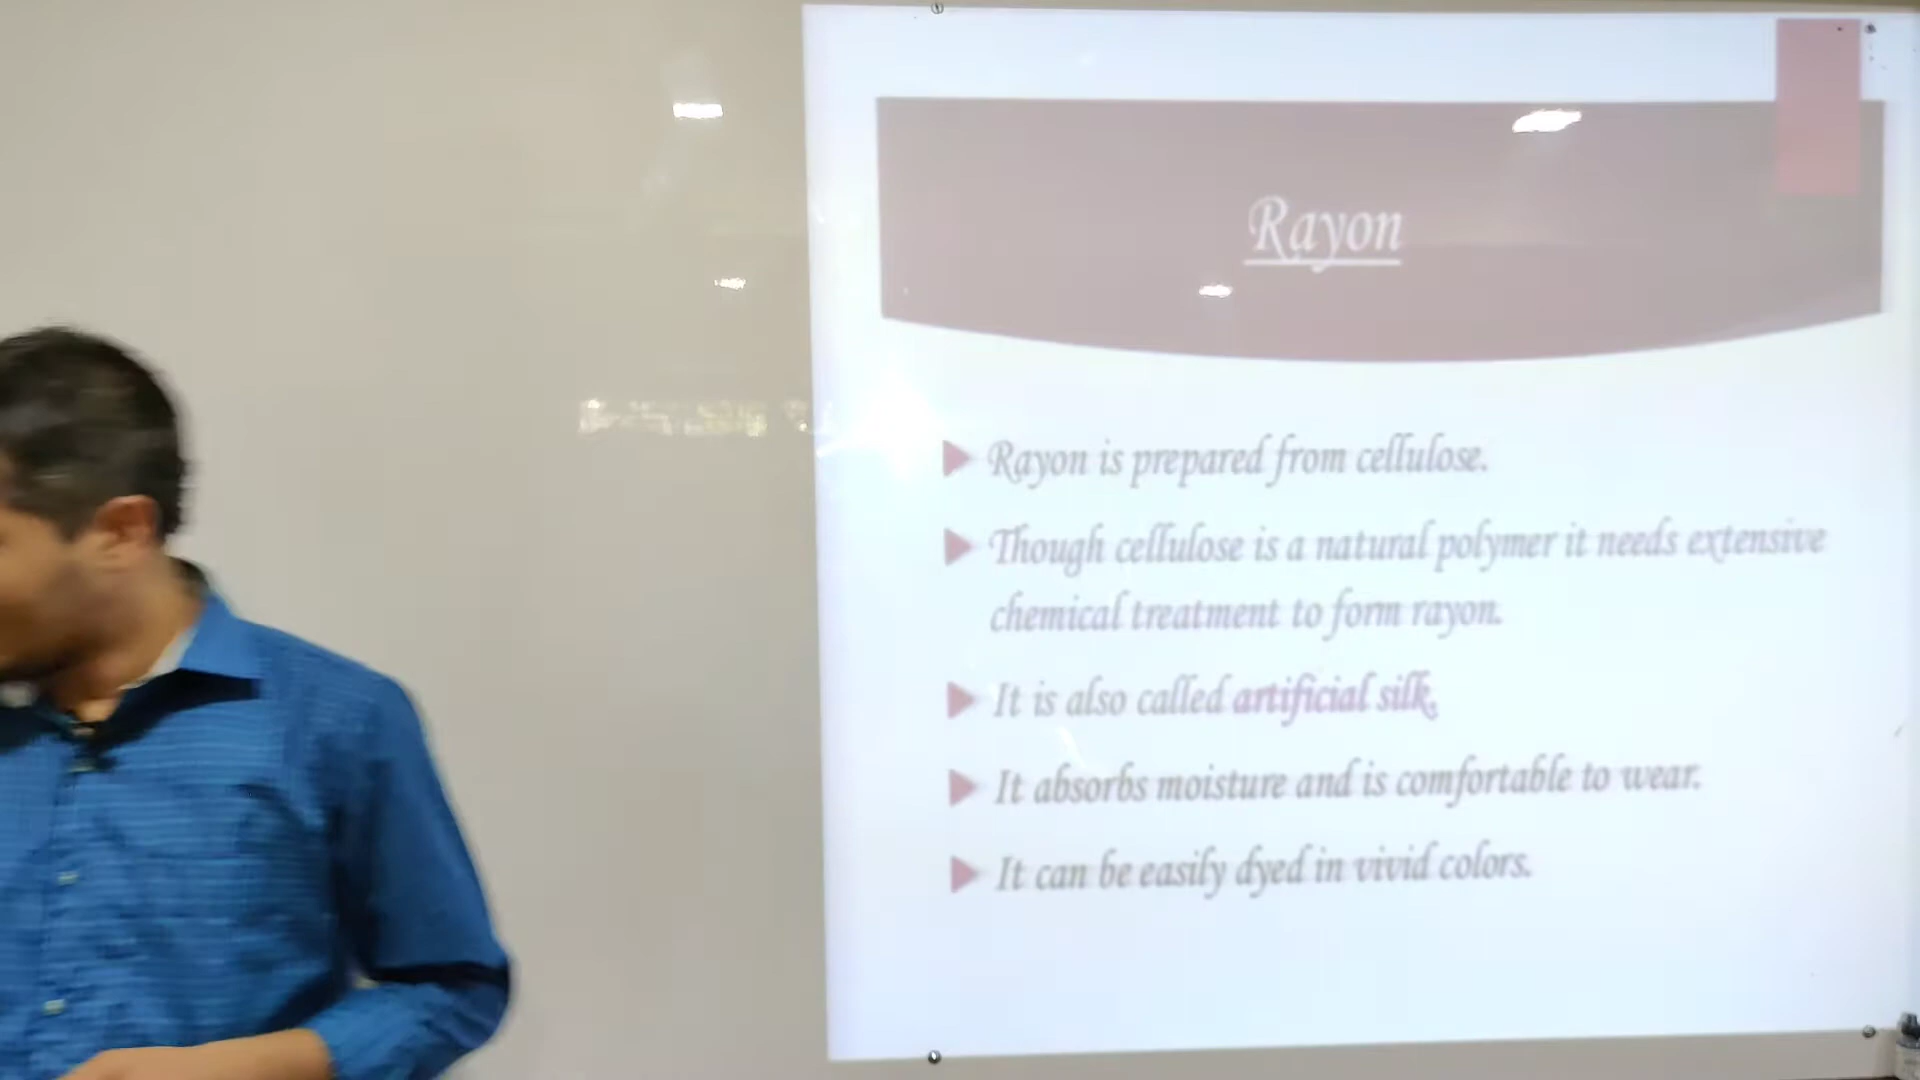 Rayon
Rayon is prepared from cellulose.
Though cellulose is a natural polymer it needs extensive
chemical treatment to form rayon.
It is also called artificial silk.
It absorbs moisture and is comfortable to wear.
It can be easily dyed in vivid colors.